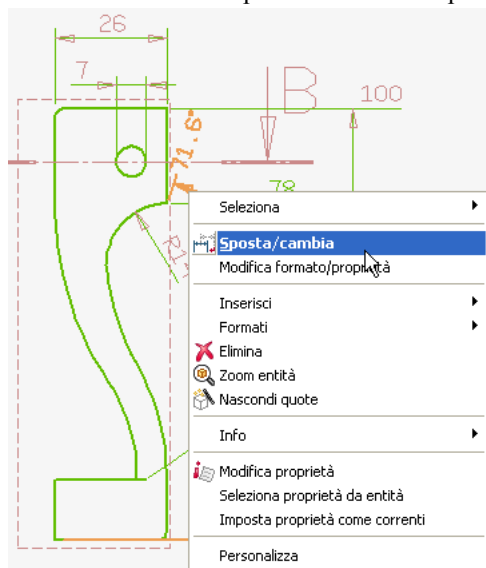 26
7
B
100
71.6°
78
Seleziona
Sposta/cambia
Modifica formato/proprietà
Inserisci
Formati
Elimina
Zoom entità
Nascondi quote
Info
Modifica proprietà
Seleziona proprietà da entità
Imposta proprietà come correnti
Personalizza